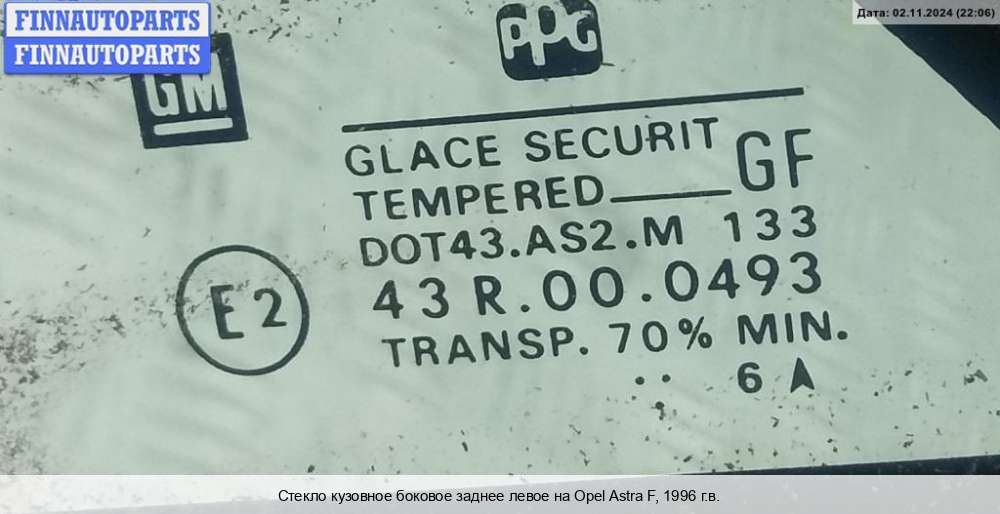 FINNAUTOPARTS
FINNAUTOPARTS
Дата: 02.11.2024 (22:06)
PPG
GM
GLACE SECURIT
TEMPERED GF
DOT43.AS2.M 133
E2
43R.00.0493
TRANSP. 70% MIN.
.. 6 A
Стекло кузовное боковое заднее левое на Opel Astra F, 1996 г.в.